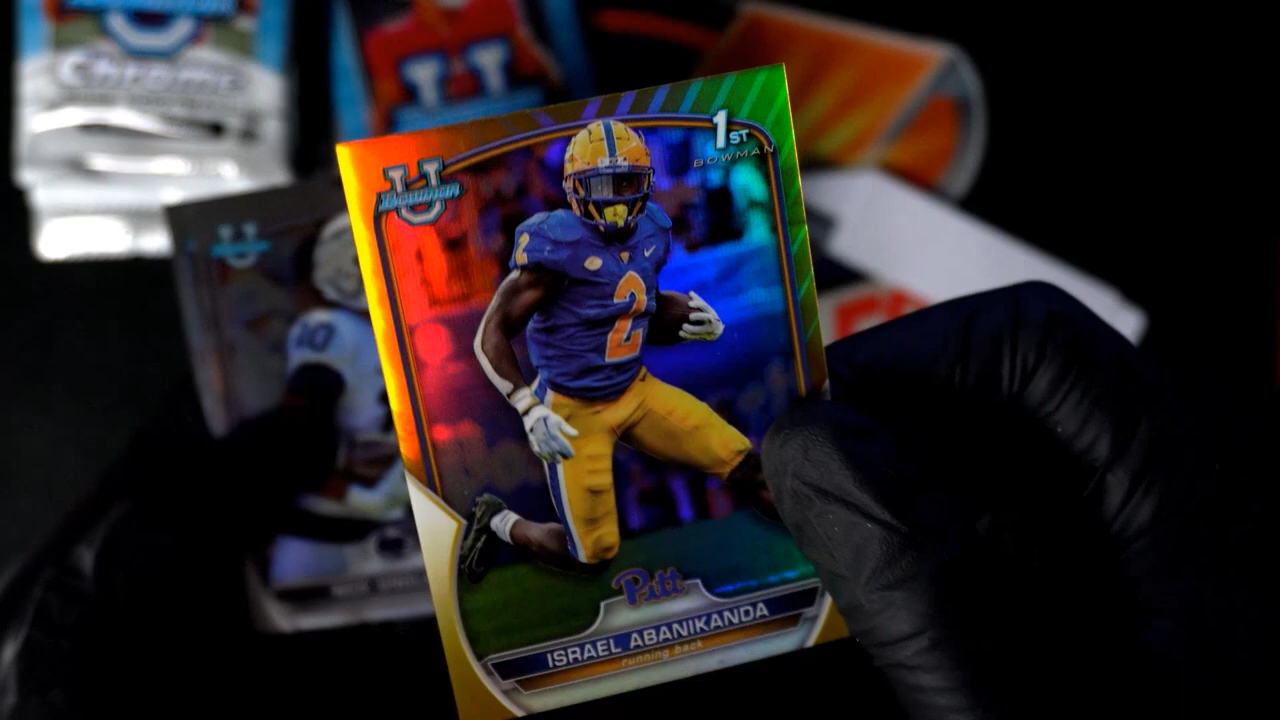 Chrome
U
U
1ST
BOWMAN
U
BOWMAN
U
2
2
Pitt
ISRAEL ABANIKANDA
running back